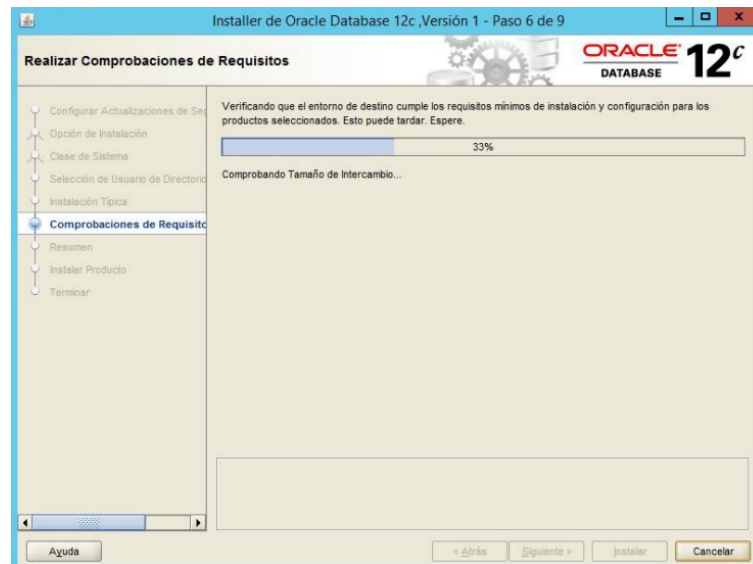 Installer de Oracle Database 12c ,Versión 1 - Paso 6 de 9
Realizar Comprobaciones de Requisitos
ORACLE
DATABASE
12c
Configurar Actualizaciones de Seg
Opción de Instalación
Clase de Sistema
Selección de Usuario de Directorio
Instalación Típica
Comprobaciones de Requisito
Resumen
Instalar Producto
Terminar
Verificando que el entorno de destino cumple los requisitos mínimos de instalación y configuración para los
productos seleccionados. Esto puede tardar. Espere.
33%
Comprobando Tamaño de Intercambio...
Ayuda
< Atrás
Siguiente >
Instalar
Cancelar